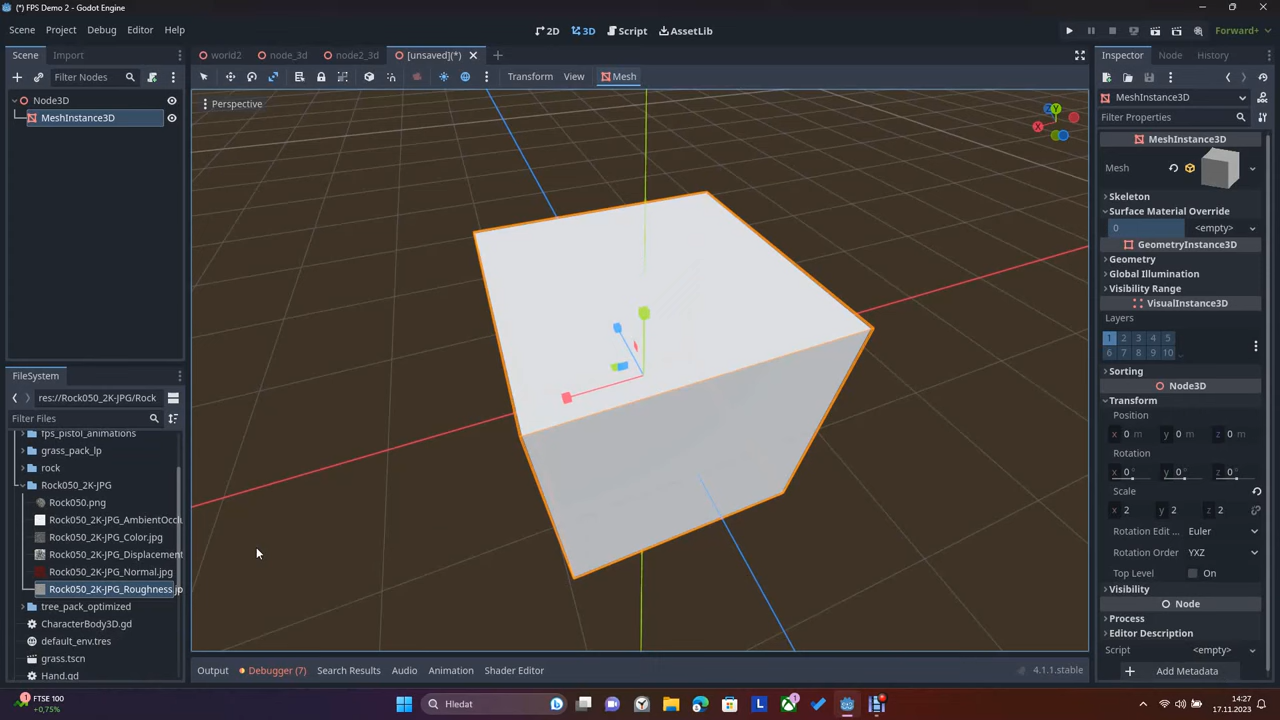 (*) FPS Demo 2 - Godot Engine
Scene Project Debug Editor Help
2D 3D Script AssetLib
Forward+
Scene Import
world2 node_3d node2_3d [unsaved](*)
Inspector Node History
Filter Nodes
Transform View Mesh
Node3D
MeshInstance3D
Perspective
Y
X
Z
MeshInstance3D
Filter Properties
MeshInstance3D
Mesh
Skeleton
Surface Material Override
0 <empty>
GeometryInstance3D
Geometry
Global Illumination
Visibility Range
VisualInstance3D
Layers
1 2 3 4 5
6 7 8 9 10
Sorting
Node3D
Transform
Position
x 0 m y 0 m z 0 m
Rotation
x 0° y 0° z 0°
Scale
x 2 y 2 z 2
Rotation Edit ... Euler
Rotation Order YXZ
Top Level On
Visibility
Node
Process
Editor Description
Script <empty>
Add Metadata
FileSystem
res://Rock050_2K-JPG/Rock
Filter Files
fps_pistol_animations
grass_pack_lp
rock
Rock050_2K-JPG
Rock050.png
Rock050_2K-JPG_AmbientOccl
Rock050_2K-JPG_Color.jpg
Rock050_2K-JPG_Displacement
Rock050_2K-JPG_Normal.jpg
Rock050_2K-JPG_Roughness.jp
tree_pack_optimized
CharacterBody3D.gd
default_env.tres
grass.tscn
Hand.gd
Output Debugger (7) Search Results Audio Animation Shader Editor
4.1.1.stable
1
FTSE 100
+0,75%
Hledat
L
1
14:27
17.11.2023